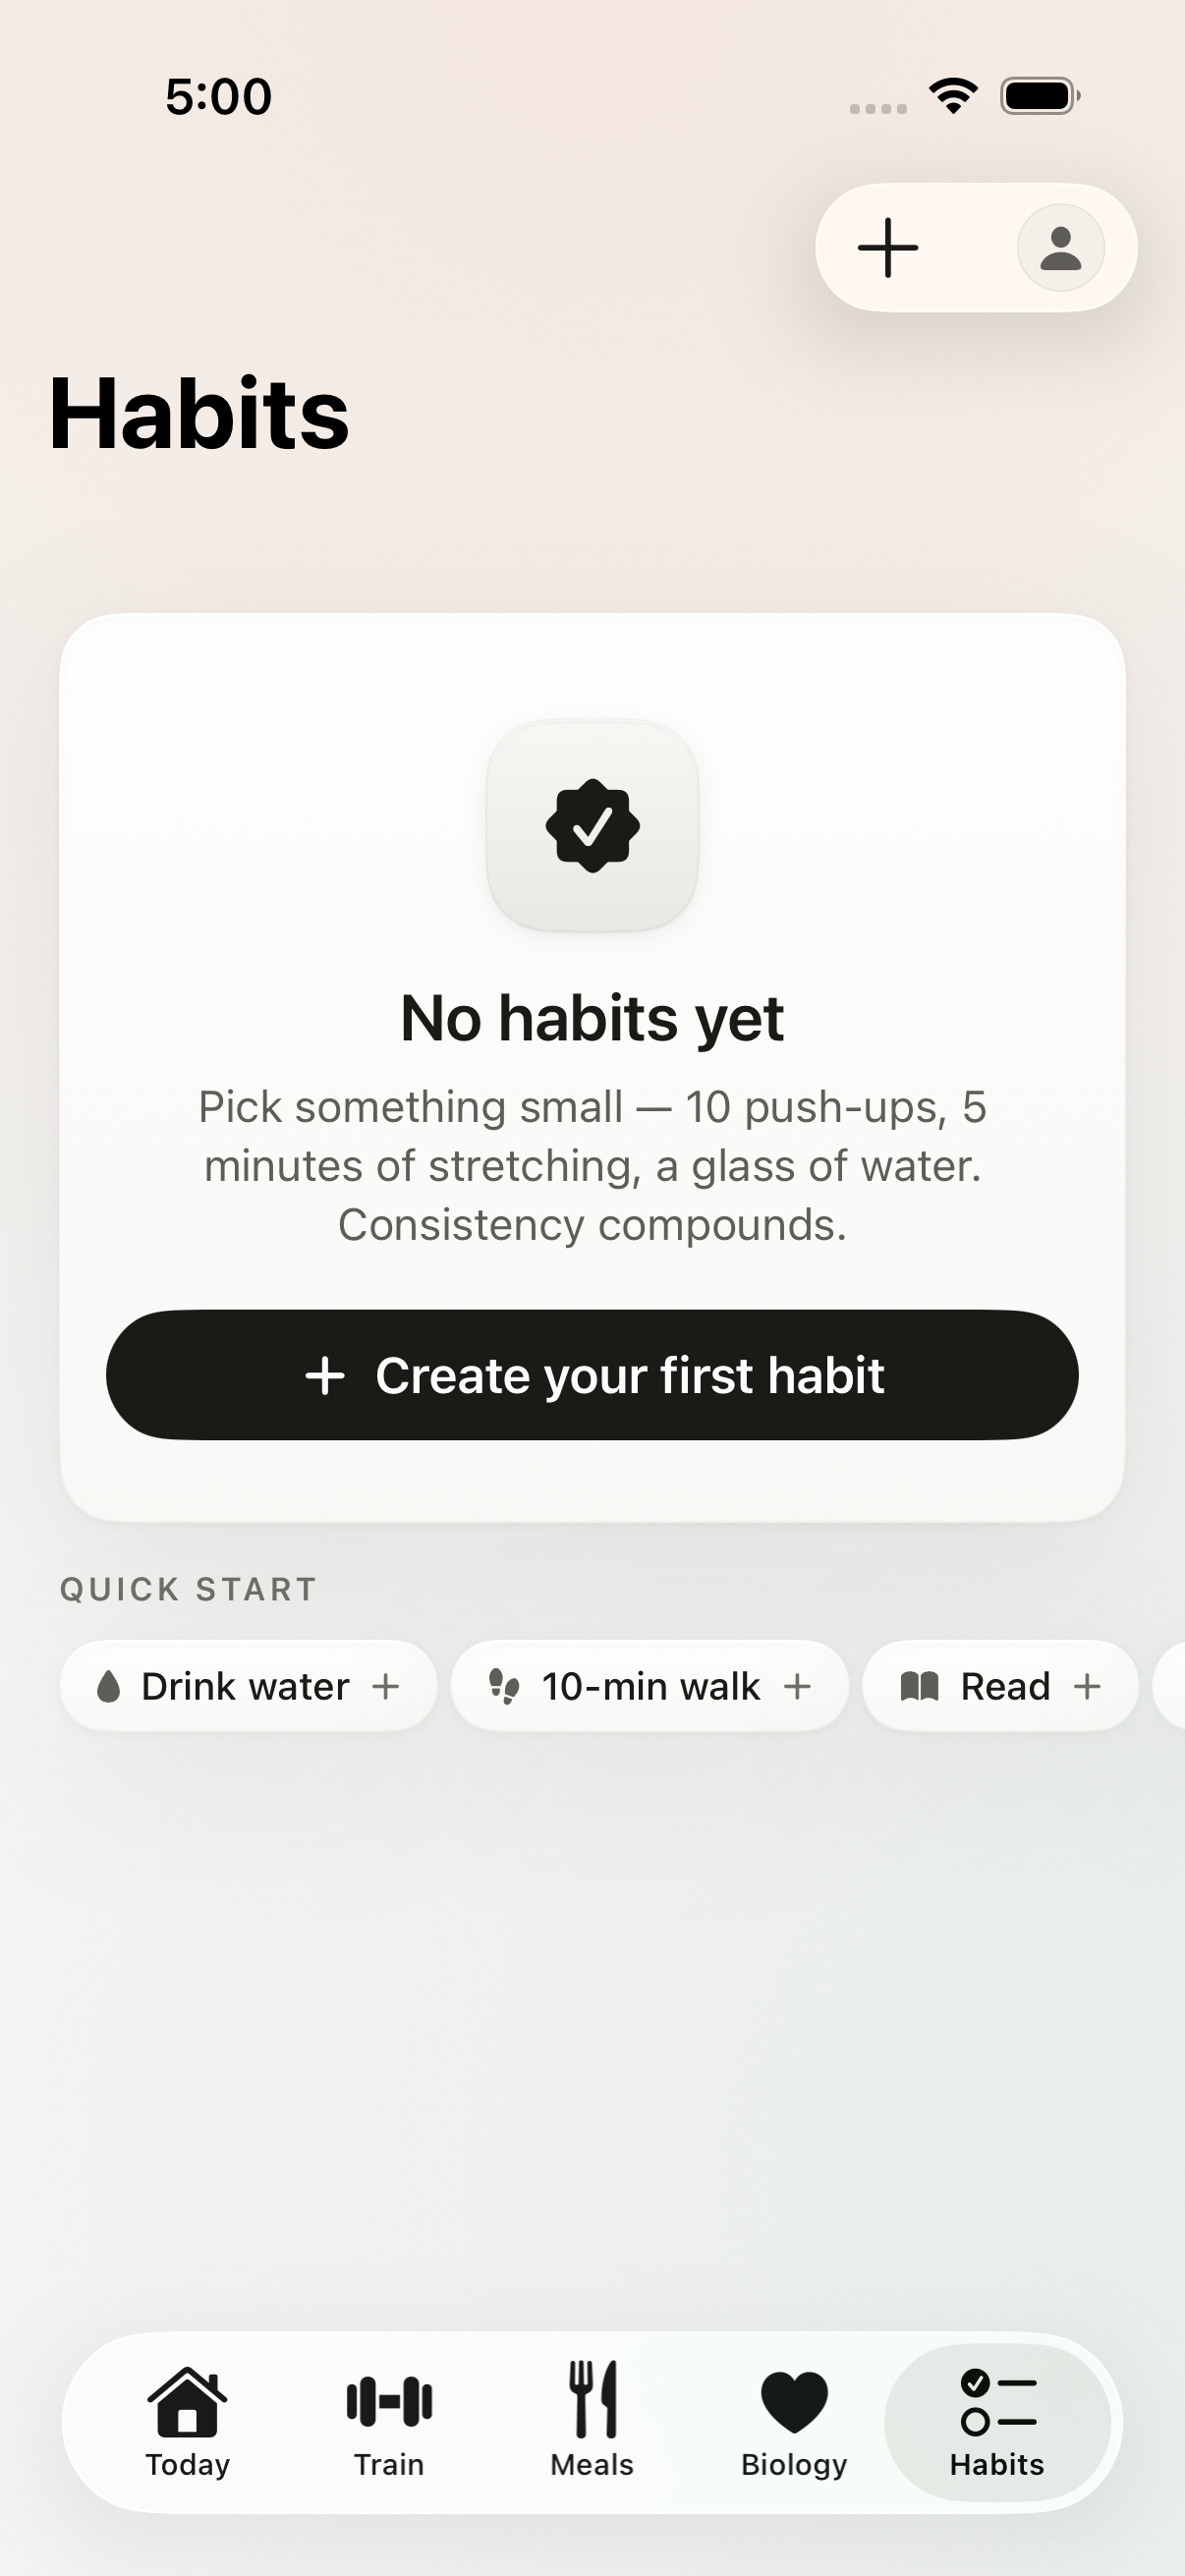 5:00
Habits
No habits yet
Pick something small — 10 push-ups, 5
minutes of stretching, a glass of water.
Consistency compounds.
Create your first habit
QUICK START
Drink water
10-min walk
Read
Today
Train
Meals
Biology
Habits